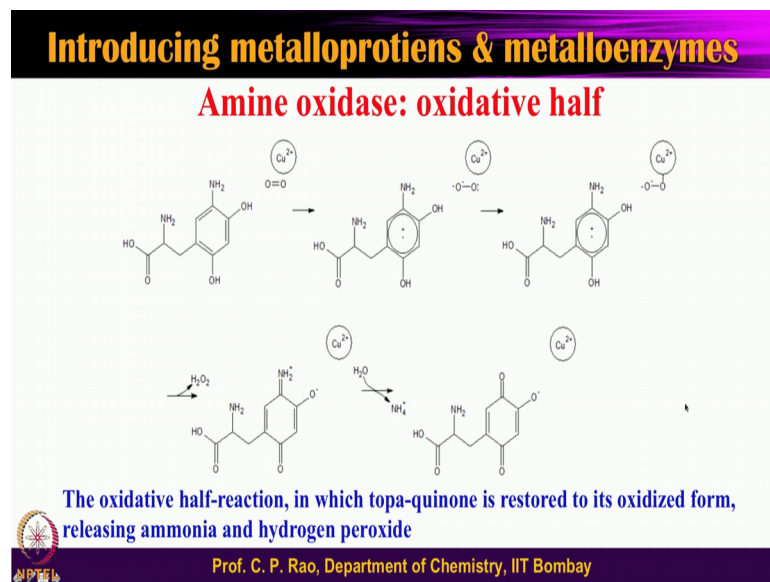 Introducing metalloprotiens & metalloenzymes
Amine oxidase: oxidative half
Cu²⁺
O=O
NH₂
OH
NH₂
HO
O
OH
Cu²⁺
·O⁻–O:
NH₂
OH
NH₂
:
HO
O
OH
Cu²⁺
·O⁻–O
NH₂
OH
NH₂
:
HO
O
OH
H₂O₂
Cu²⁺
NH₂⁺
O⁻
NH₂
HO
O
O
H₂O
NH₄⁺
Cu²⁺
O
O⁻
NH₂
HO
O
O
The oxidative half-reaction, in which topa-quinone is restored to its oxidized form,
releasing ammonia and hydrogen peroxide
NPTEL
Prof. C. P. Rao, Department of Chemistry, IIT Bombay